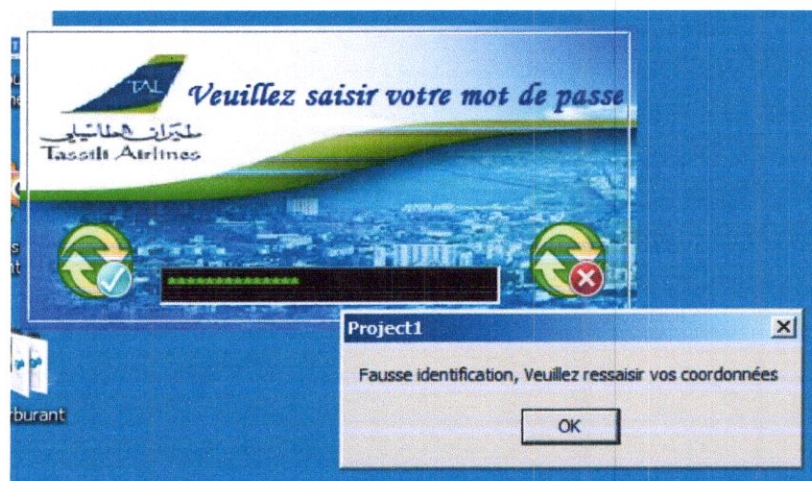 TAL
Veuillez saisir votre mot de passe
طيران الطاسيلي
Tassili Airlines
**************
Project1
Fausse identification, Veuillez ressaisir vos coordonnées
OK
rburant